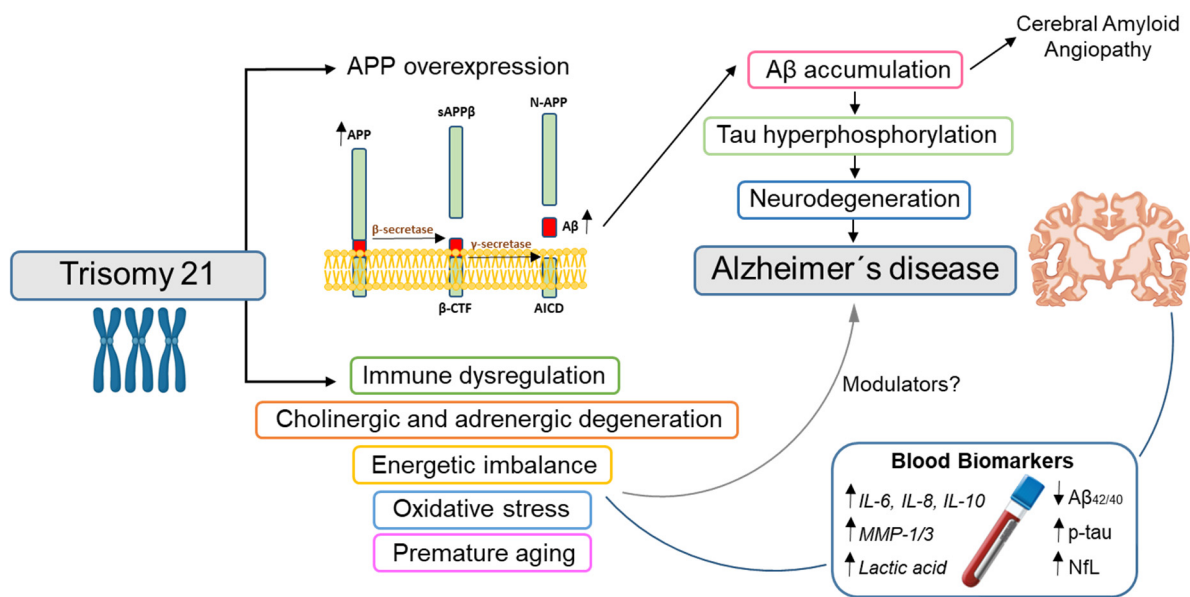 Trisomy 21
APP overexpression
APP
sAPPβ
N-APP
β-secretase
γ-secretase
Aβ
β-CTF
AICD
Aβ accumulation
Cerebral Amyloid
Angiopathy
Tau hyperphosphorylation
Neurodegeneration
Alzheimer´s disease
Immune dysregulation
Cholinergic and adrenergic degeneration
Energetic imbalance
Oxidative stress
Premature aging
Modulators?
Blood Biomarkers
IL-6, IL-8, IL-10
MMP-1/3
Lactic acid
Aβ42/40
p-tau
NfL